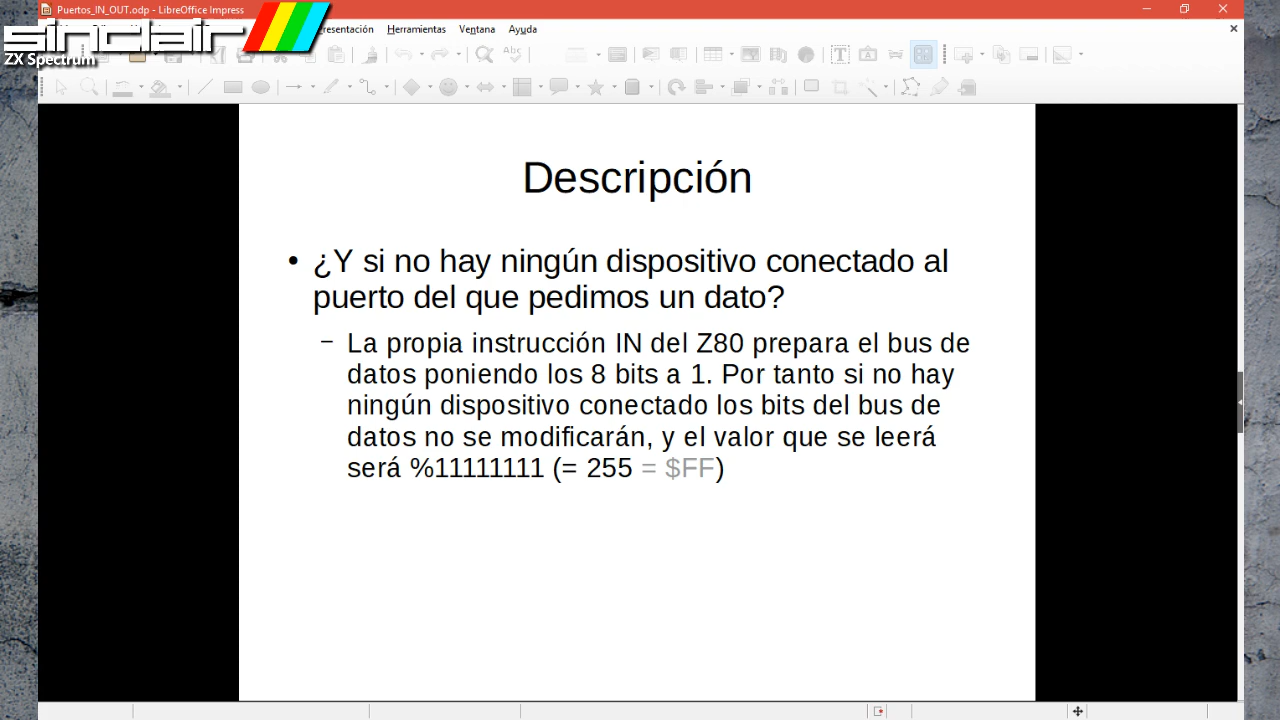 Puertos_IN_OUT.odp - LibreOffice Impress
sinclair
ZX Spectrum
resentación Herramientas Ventana Ayuda
Descripción
• ¿Y si no hay ningún dispositivo conectado al
puerto del que pedimos un dato?
– La propia instrucción IN del Z80 prepara el bus de
datos poniendo los 8 bits a 1. Por tanto si no hay
ningún dispositivo conectado los bits del bus de
datos no se modificarán, y el valor que se leerá
será %11111111 (= 255 = $FF)